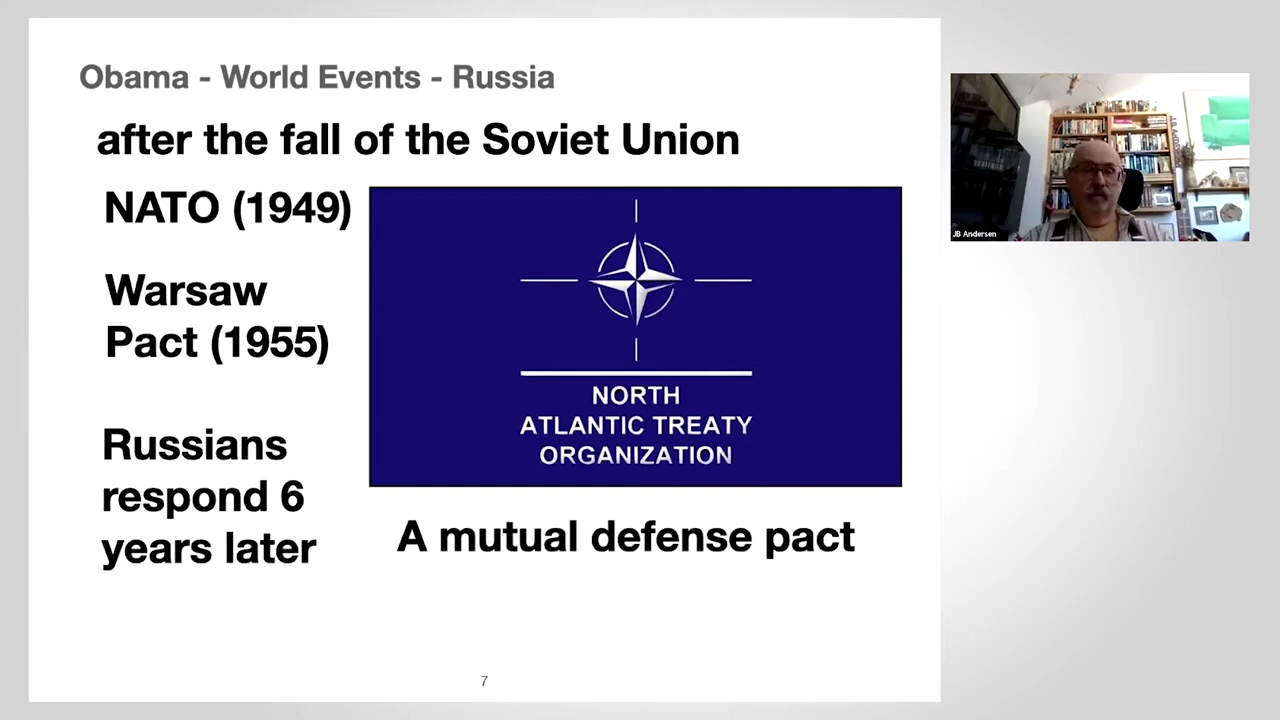 Obama - World Events - Russia
after the fall of the Soviet Union
NATO (1949)
Warsaw
Pact (1955)
Russians
respond 6
years later
NORTH
ATLANTIC TREATY
ORGANIZATION
A mutual defense pact
7
JB Andersen